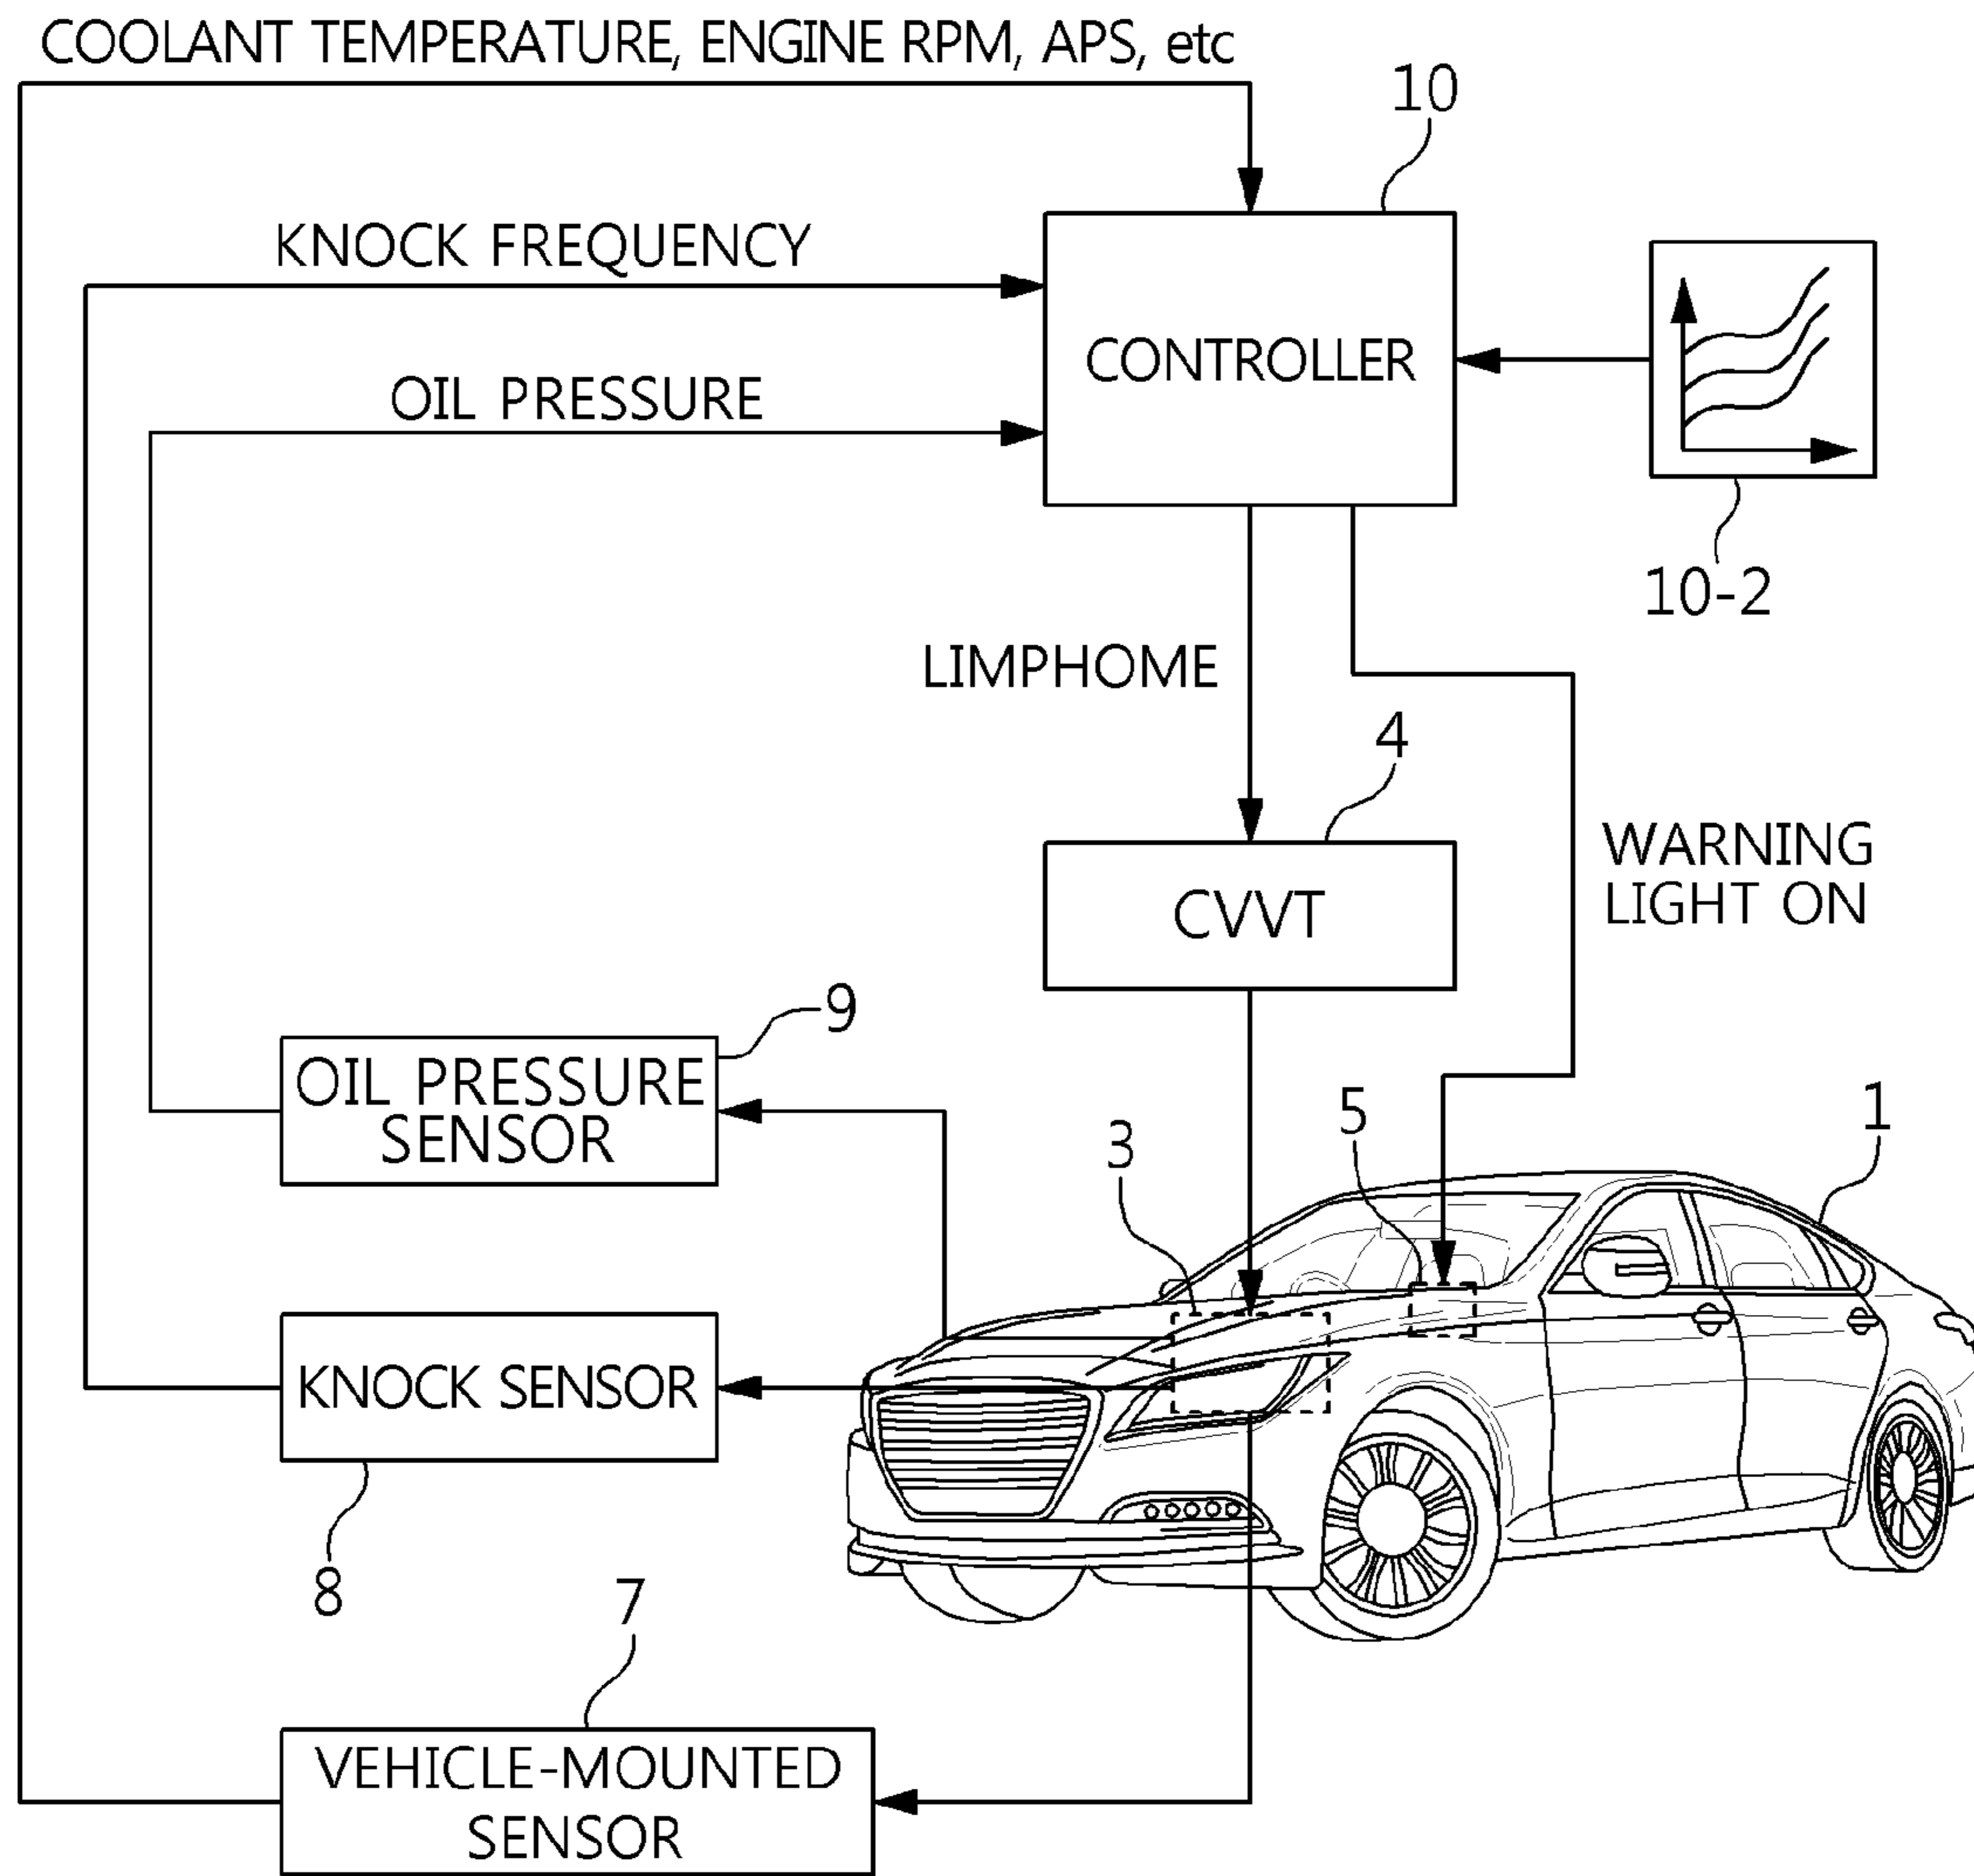 COOLANT TEMPERATURE, ENGINE RPM, APS, etc
10
KNOCK FREQUENCY
CONTROLLER
OIL PRESSURE
10-2
LIMPHOME
4
WARNING
LIGHT ON
CVVT
9
OIL PRESSURE
SENSOR
5
1
3
KNOCK SENSOR
8
7
VEHICLE-MOUNTED
SENSOR